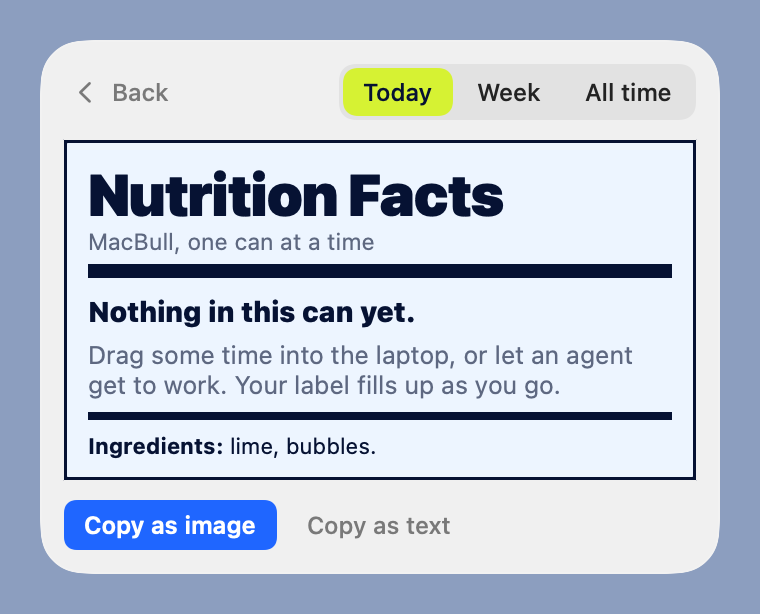 Back
Today Week All time
Nutrition Facts
MacBull, one can at a time
Nothing in this can yet.
Drag some time into the laptop, or let an agent
get to work. Your label fills up as you go.
Ingredients: lime, bubbles.
Copy as image Copy as text